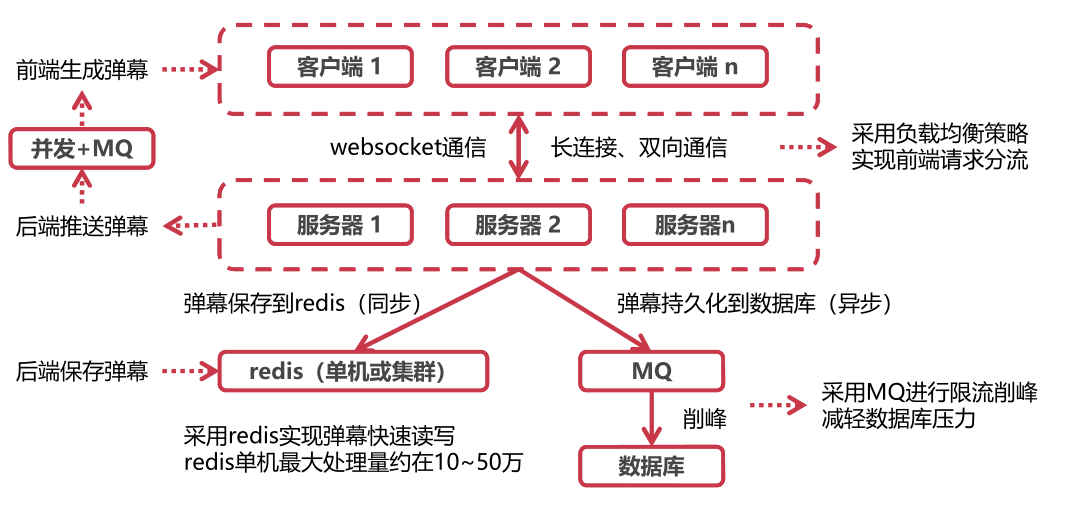 客户端 1
客户端 2
客户端 n
前端生成弹幕
并发+MQ
websocket通信
长连接、双向通信
采用负载均衡策略
实现前端请求分流
后端推送弹幕
服务器 1
服务器 2
服务器n
弹幕保存到redis（同步）
弹幕持久化到数据库（异步）
后端保存弹幕
redis（单机或集群）
MQ
采用MQ进行限流削峰
减轻数据库压力
削峰
采用redis实现弹幕快速读写
redis单机最大处理量约在10~50万
数据库